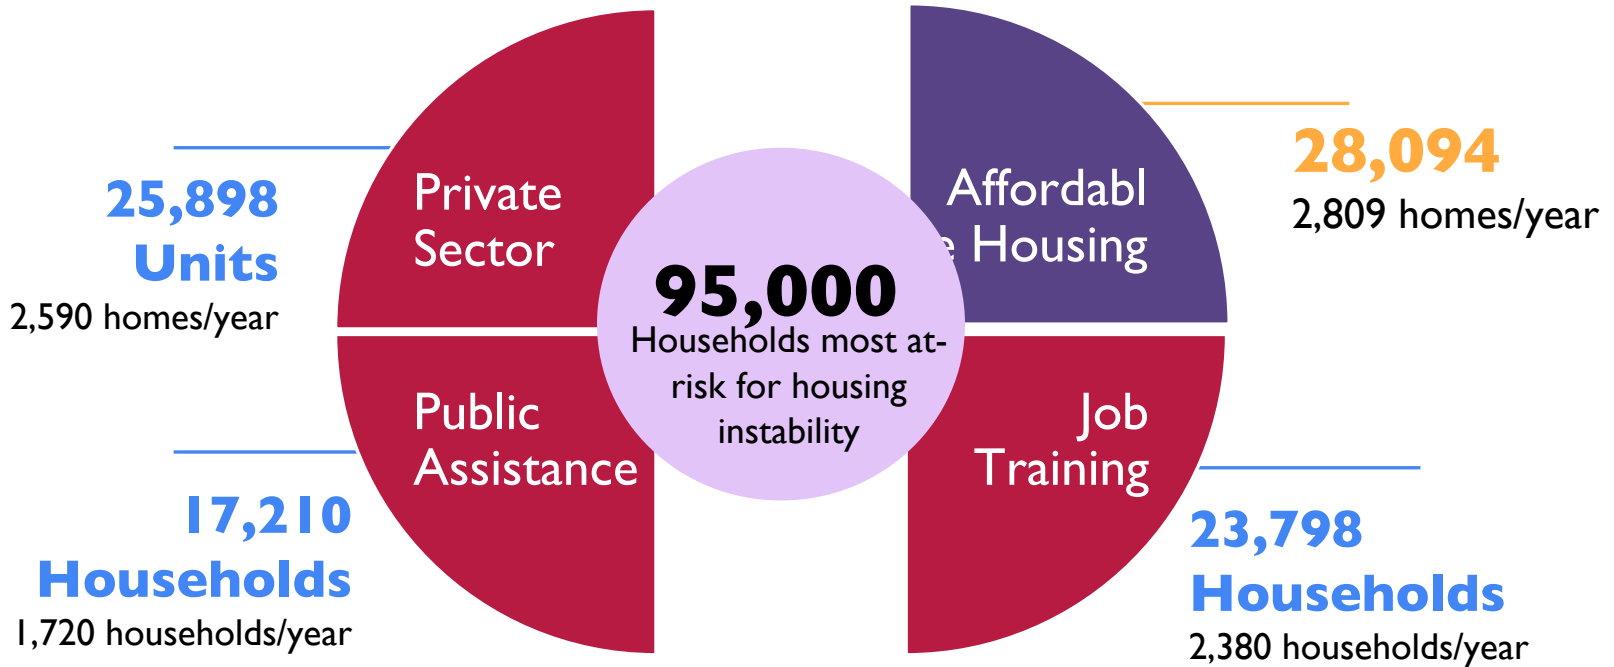 Private
Sector
25,898
Units
2,590 homes/year
Affordabl
e Housing
28,094
2,809 homes/year
95,000
Households most at-
risk for housing
instability
Public
Assistance
17,210
Households
1,720 households/year
Job
Training
23,798
Households
2,380 households/year